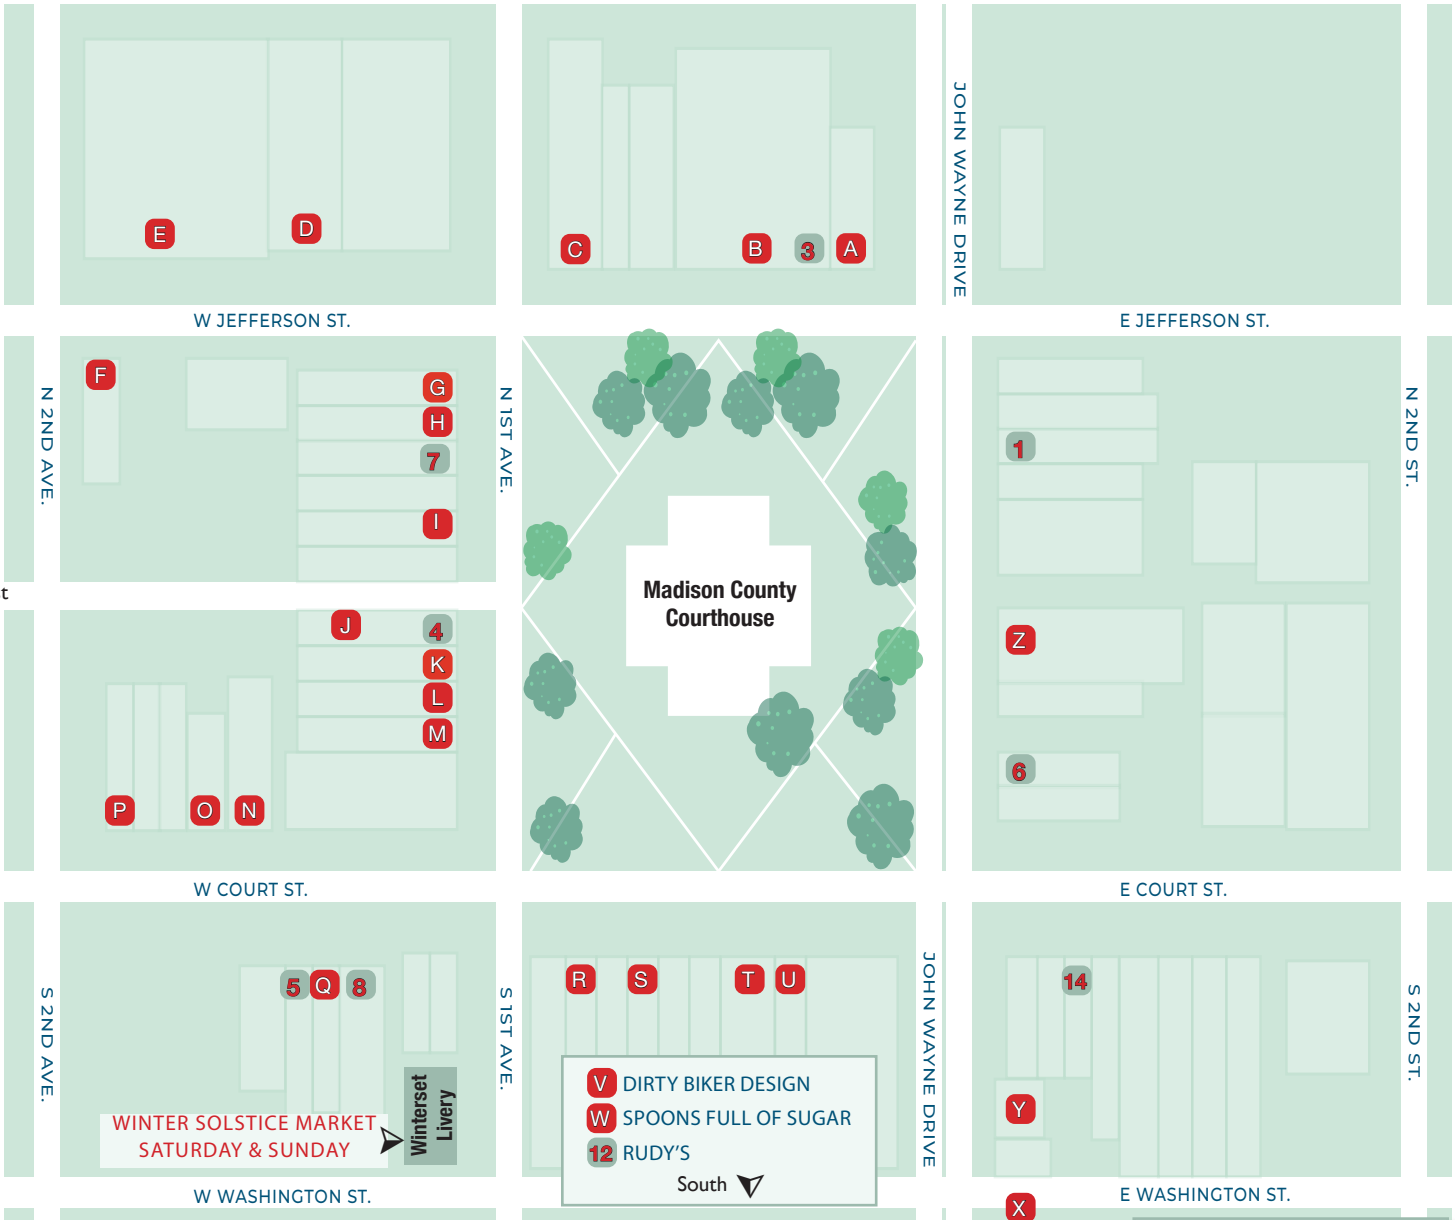 E
D
C
B
3
A
JOHN WAYNE DRIVE
W JEFFERSON ST.
E JEFFERSON ST.
F
G
H
7
I
N 2ND AVE.
N 1ST AVE.
1
N 2ND ST.
t
Madison County
Courthouse
J
4
K
L
M
P
O
N
Z
6
W COURT ST.
E COURT ST.
5
Q
8
R
S
T
U
14
S 2ND AVE.
S 1ST AVE.
JOHN WAYNE DRIVE
S 2ND ST.
WINTER SOLSTICE MARKET
SATURDAY & SUNDAY
Winterset
Livery
V DIRTY BIKER DESIGN
W SPOONS FULL OF SUGAR
12 RUDY'S
South
Y
W WASHINGTON ST.
E WASHINGTON ST.
X